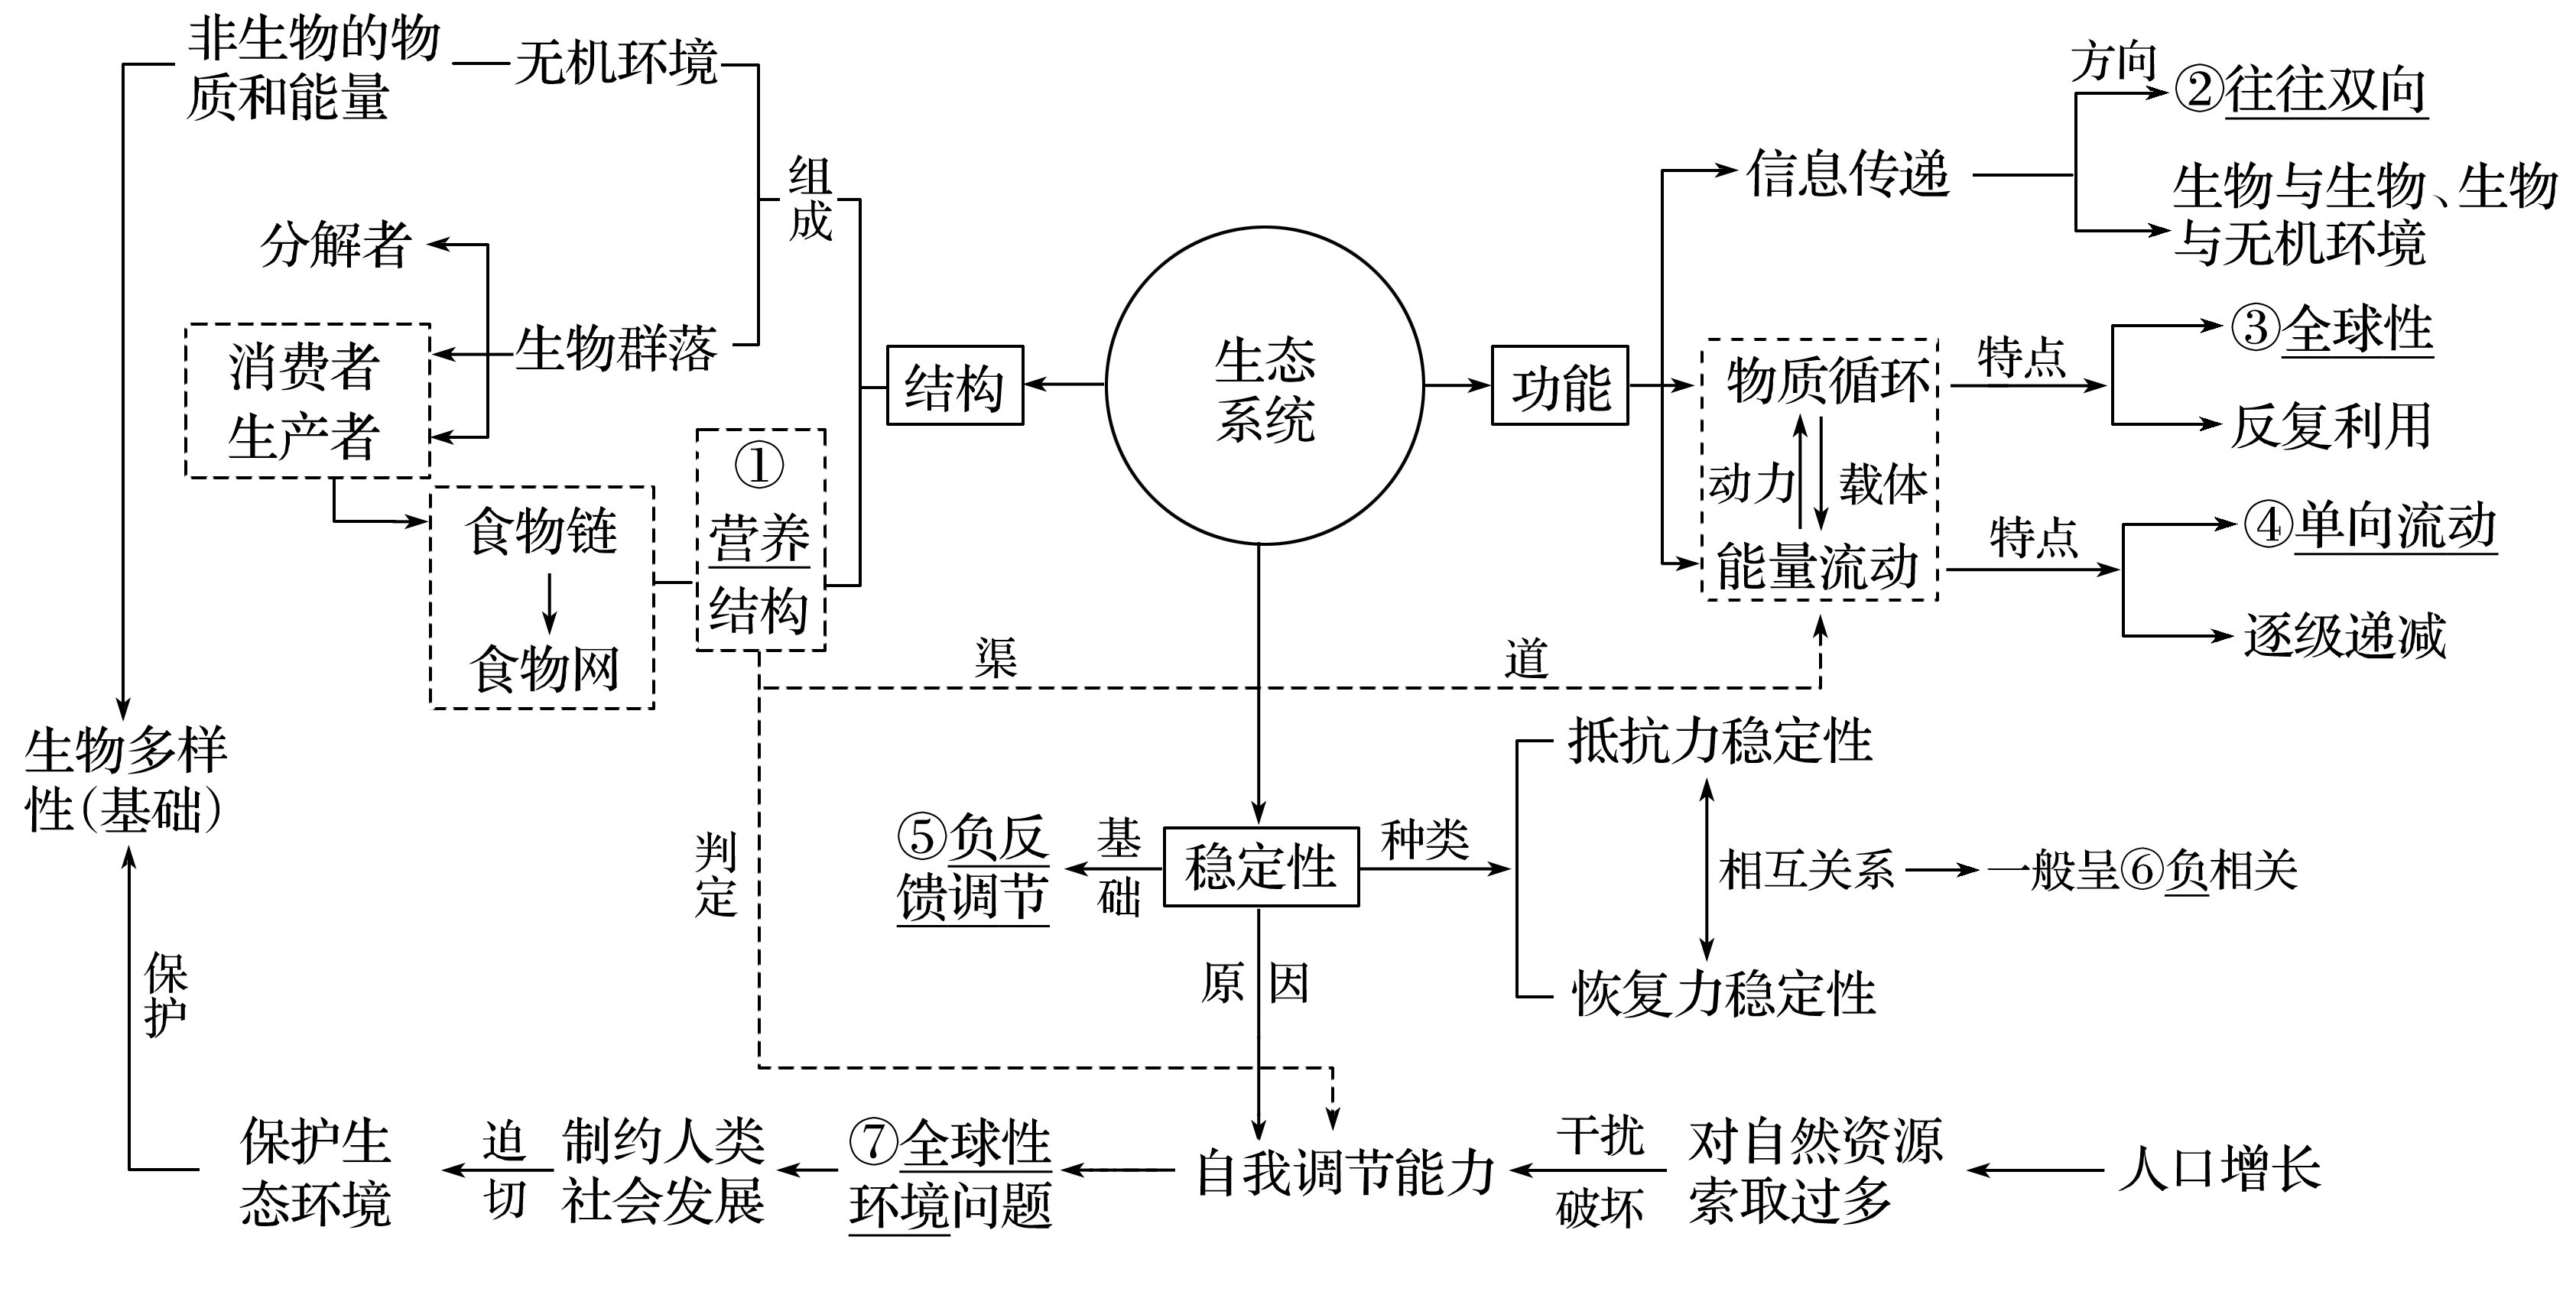 非生物的物
质和能量
无机环境
组
成
分解者
生物群落
消费者
生产者
食物链
食物网
①
营养
结构
结构
生态
系统
功能
信息传递
方向
②往往双向
生物与生物、生物
与无机环境
物质循环
动力
载体
能量流动
特点
③全球性
反复利用
特点
④单向流动
逐级递减
渠
道
判
定
生物多样
性(基础)
保
护
⑤负反
馈调节
基
础
稳定性
种类
抵抗力稳定性
相互关系
一般呈⑥负相关
恢复力稳定性
原
因
保护生
态环境
迫
切
制约人类
社会发展
⑦全球性
环境问题
自我调节能力
干扰
破坏
对自然资源
索取过多
人口增长